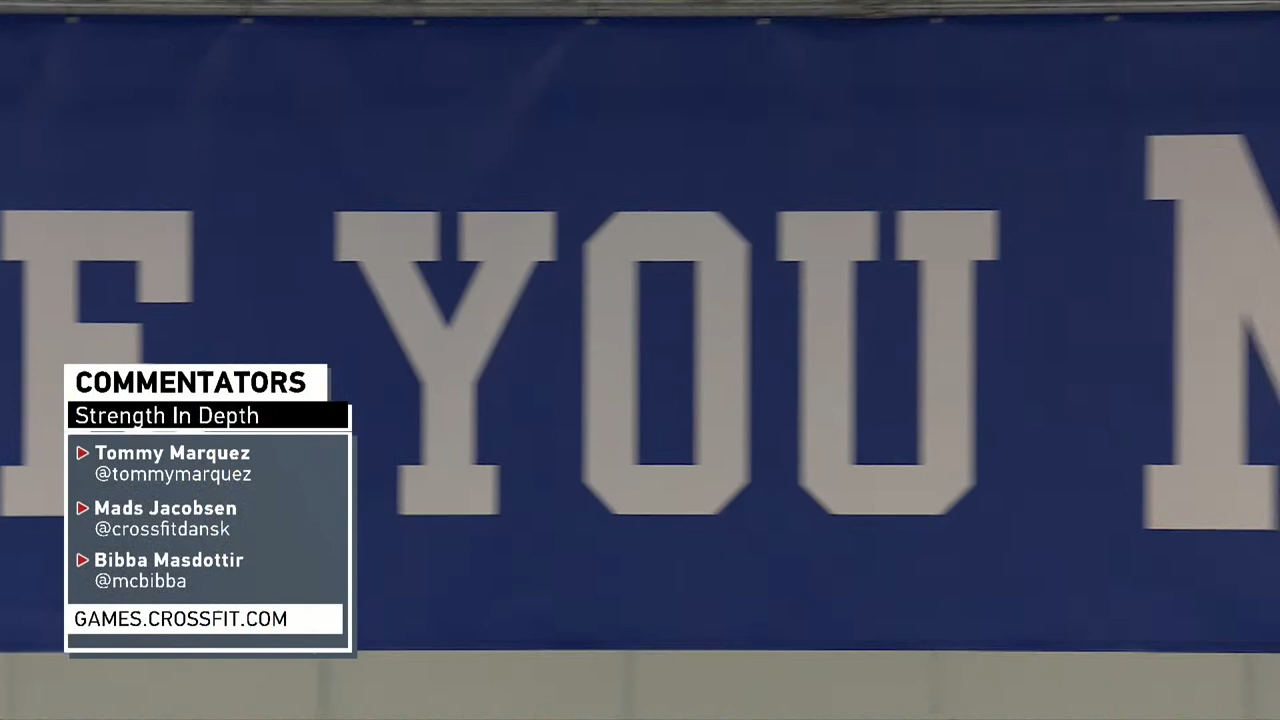 F YOU
COMMENTATORS
Strength In Depth
Tommy Marquez
@tommymarquez
Mads Jacobsen
@crossfitdansk
Bibba Masdottir
@mcbibba
GAMES.CROSSFIT.COM